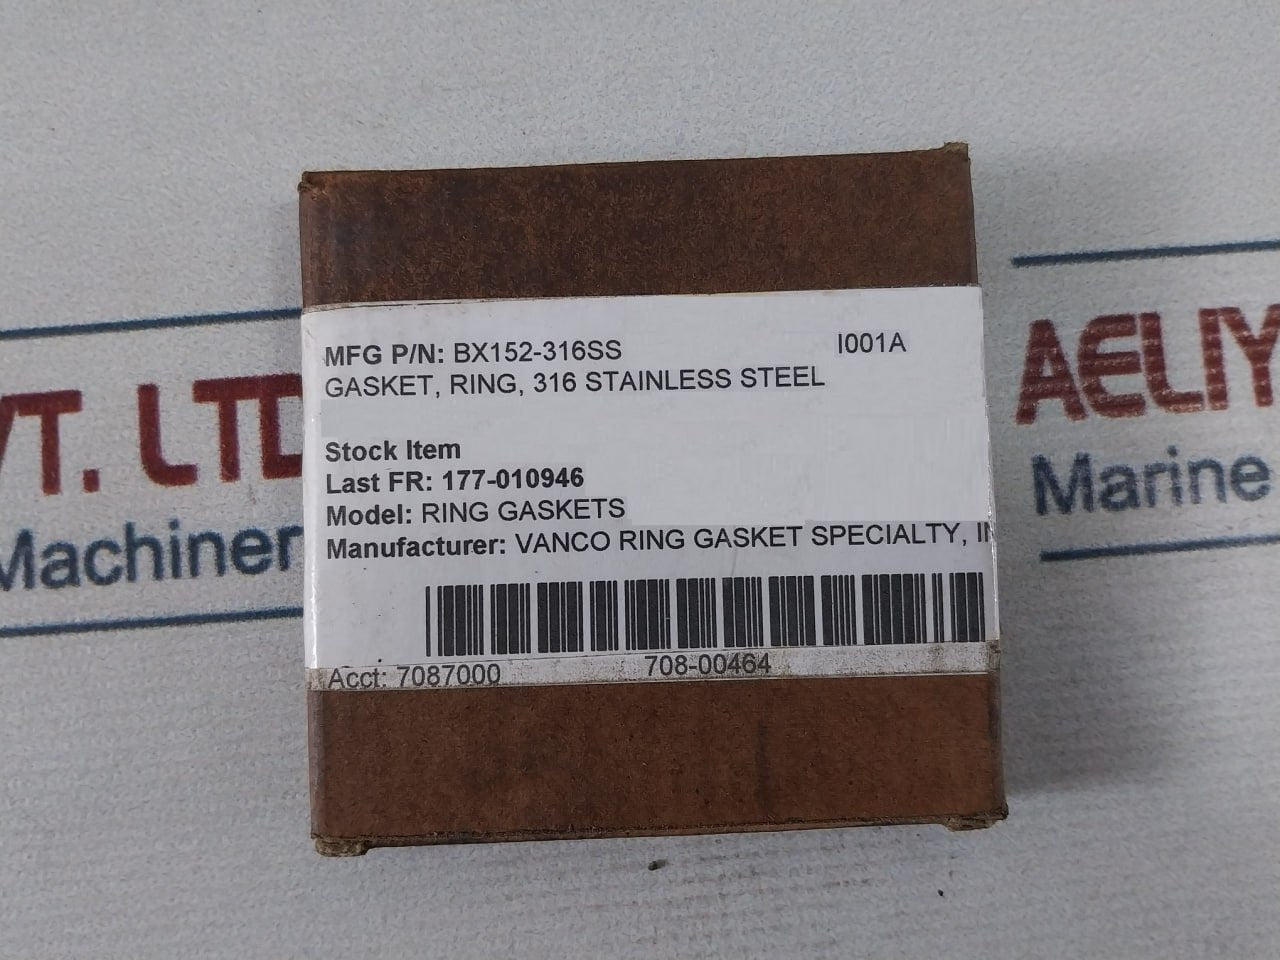 MFG P/N: BX152-316SS I001A
GASKET, RING, 316 STAINLESS STEEL
Stock Item
Last FR: 177-010946
Model: RING GASKETS
Manufacturer: VANCO RING GASKET SPECIALTY,
Acct: 7087000 708-00464
VT. LTD
Machiner
AELIY
Marine